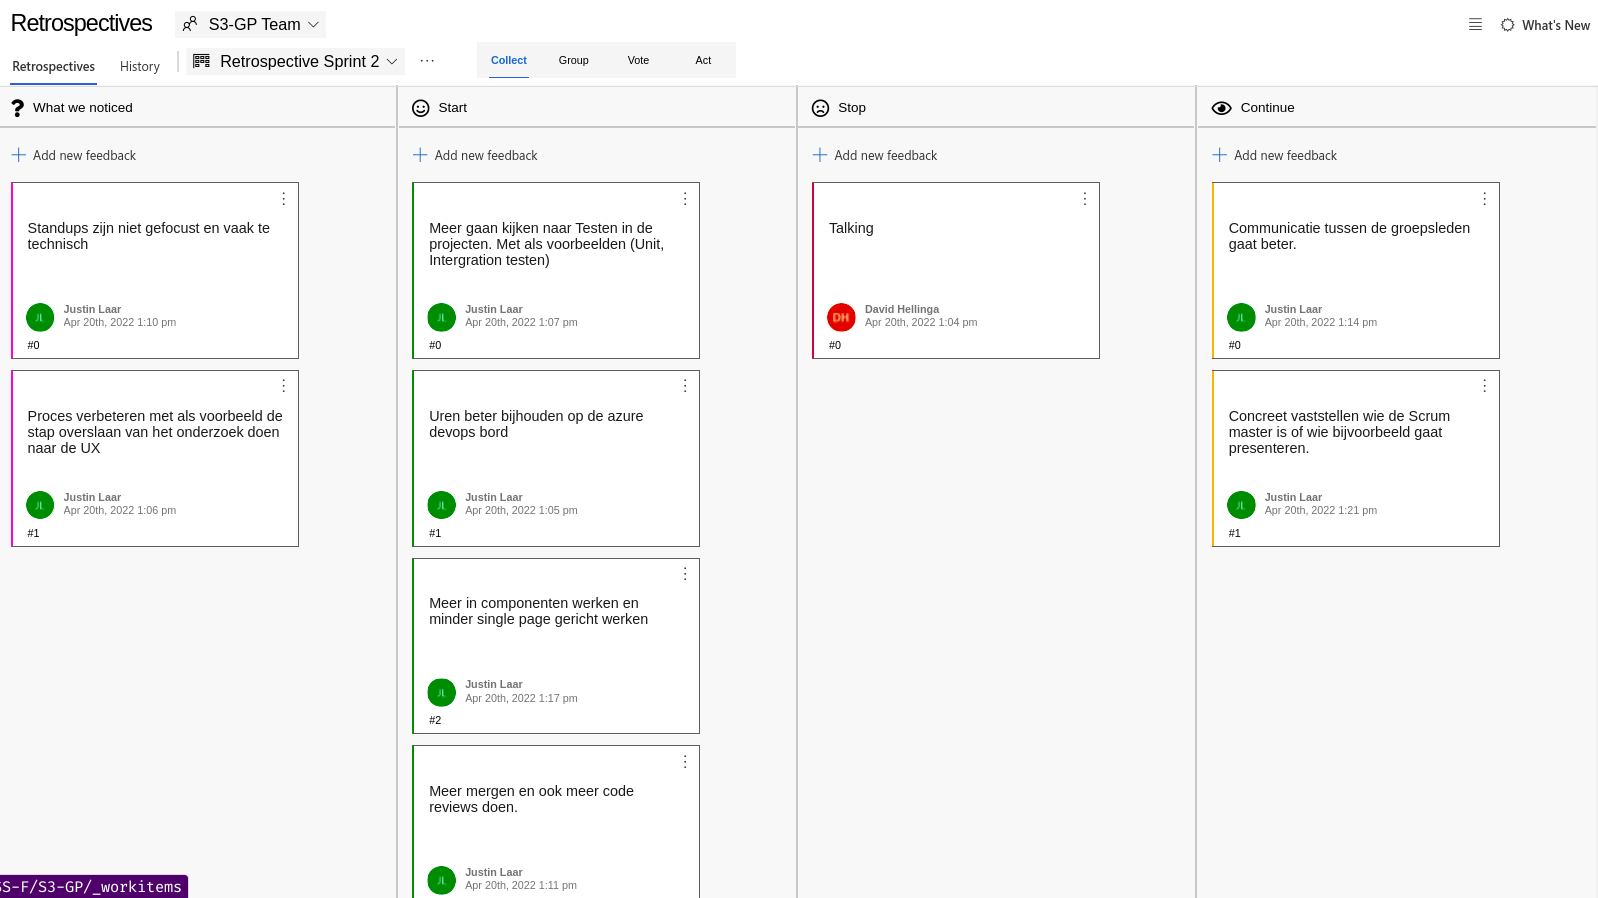 Retrospectives
S3-GP Team
What's New
Retrospectives
History
Retrospective Sprint 2
Collect
Group
Vote
Act
What we noticed
Add new feedback
Standups zijn niet gefocust en vaak te
technisch
JL
Justin Laar
Apr 20th, 2022 1:10 pm
#0
Proces verbeteren met als voorbeeld de
stap overslaan van het onderzoek doen
naar de UX
JL
Justin Laar
Apr 20th, 2022 1:06 pm
#1
Start
Add new feedback
Meer gaan kijken naar Testen in de
projecten. Met als voorbeelden (Unit,
Intergration testen)
JL
Justin Laar
Apr 20th, 2022 1:07 pm
#0
Uren beter bijhouden op de azure
devops bord
JL
Justin Laar
Apr 20th, 2022 1:05 pm
#1
Meer in componenten werken en
minder single page gericht werken
JL
Justin Laar
Apr 20th, 2022 1:17 pm
#2
Meer mergen en ook meer code
reviews doen.
JL
Justin Laar
Apr 20th, 2022 1:11 pm
Stop
Add new feedback
Talking
DH
David Hellinga
Apr 20th, 2022 1:04 pm
#0
Continue
Add new feedback
Communicatie tussen de groepsleden
gaat beter.
JL
Justin Laar
Apr 20th, 2022 1:14 pm
#0
Concreet vaststellen wie de Scrum
master is of wie bijvoorbeeld gaat
presenteren.
JL
Justin Laar
Apr 20th, 2022 1:21 pm
#1
S-F/S3-GP/_workitems